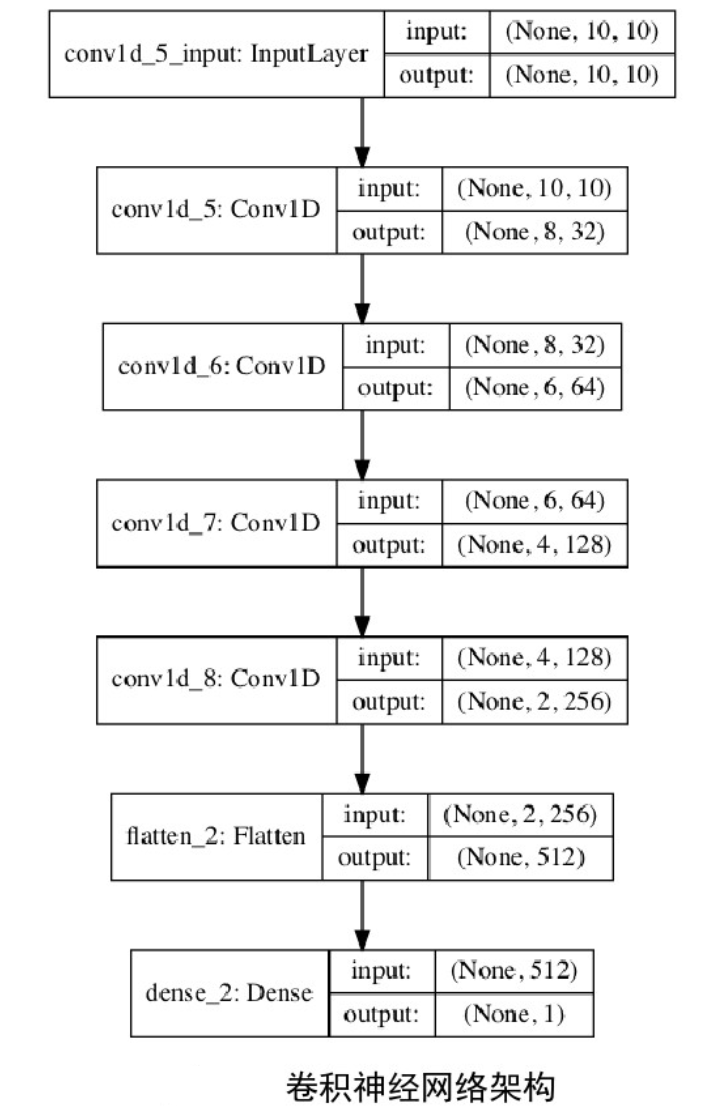 conv1d_5_input: InputLayer
input: (None, 10, 10)
output: (None, 10, 10)
conv1d_5: Conv1D
input: (None, 10, 10)
output: (None, 8, 32)
conv1d_6: Conv1D
input: (None, 8, 32)
output: (None, 6, 64)
conv1d_7: Conv1D
input: (None, 6, 64)
output: (None, 4, 128)
conv1d_8: Conv1D
input: (None, 4, 128)
output: (None, 2, 256)
flatten_2: Flatten
input: (None, 2, 256)
output: (None, 512)
dense_2: Dense
input: (None, 512)
output: (None, 1)
卷积神经网络架构